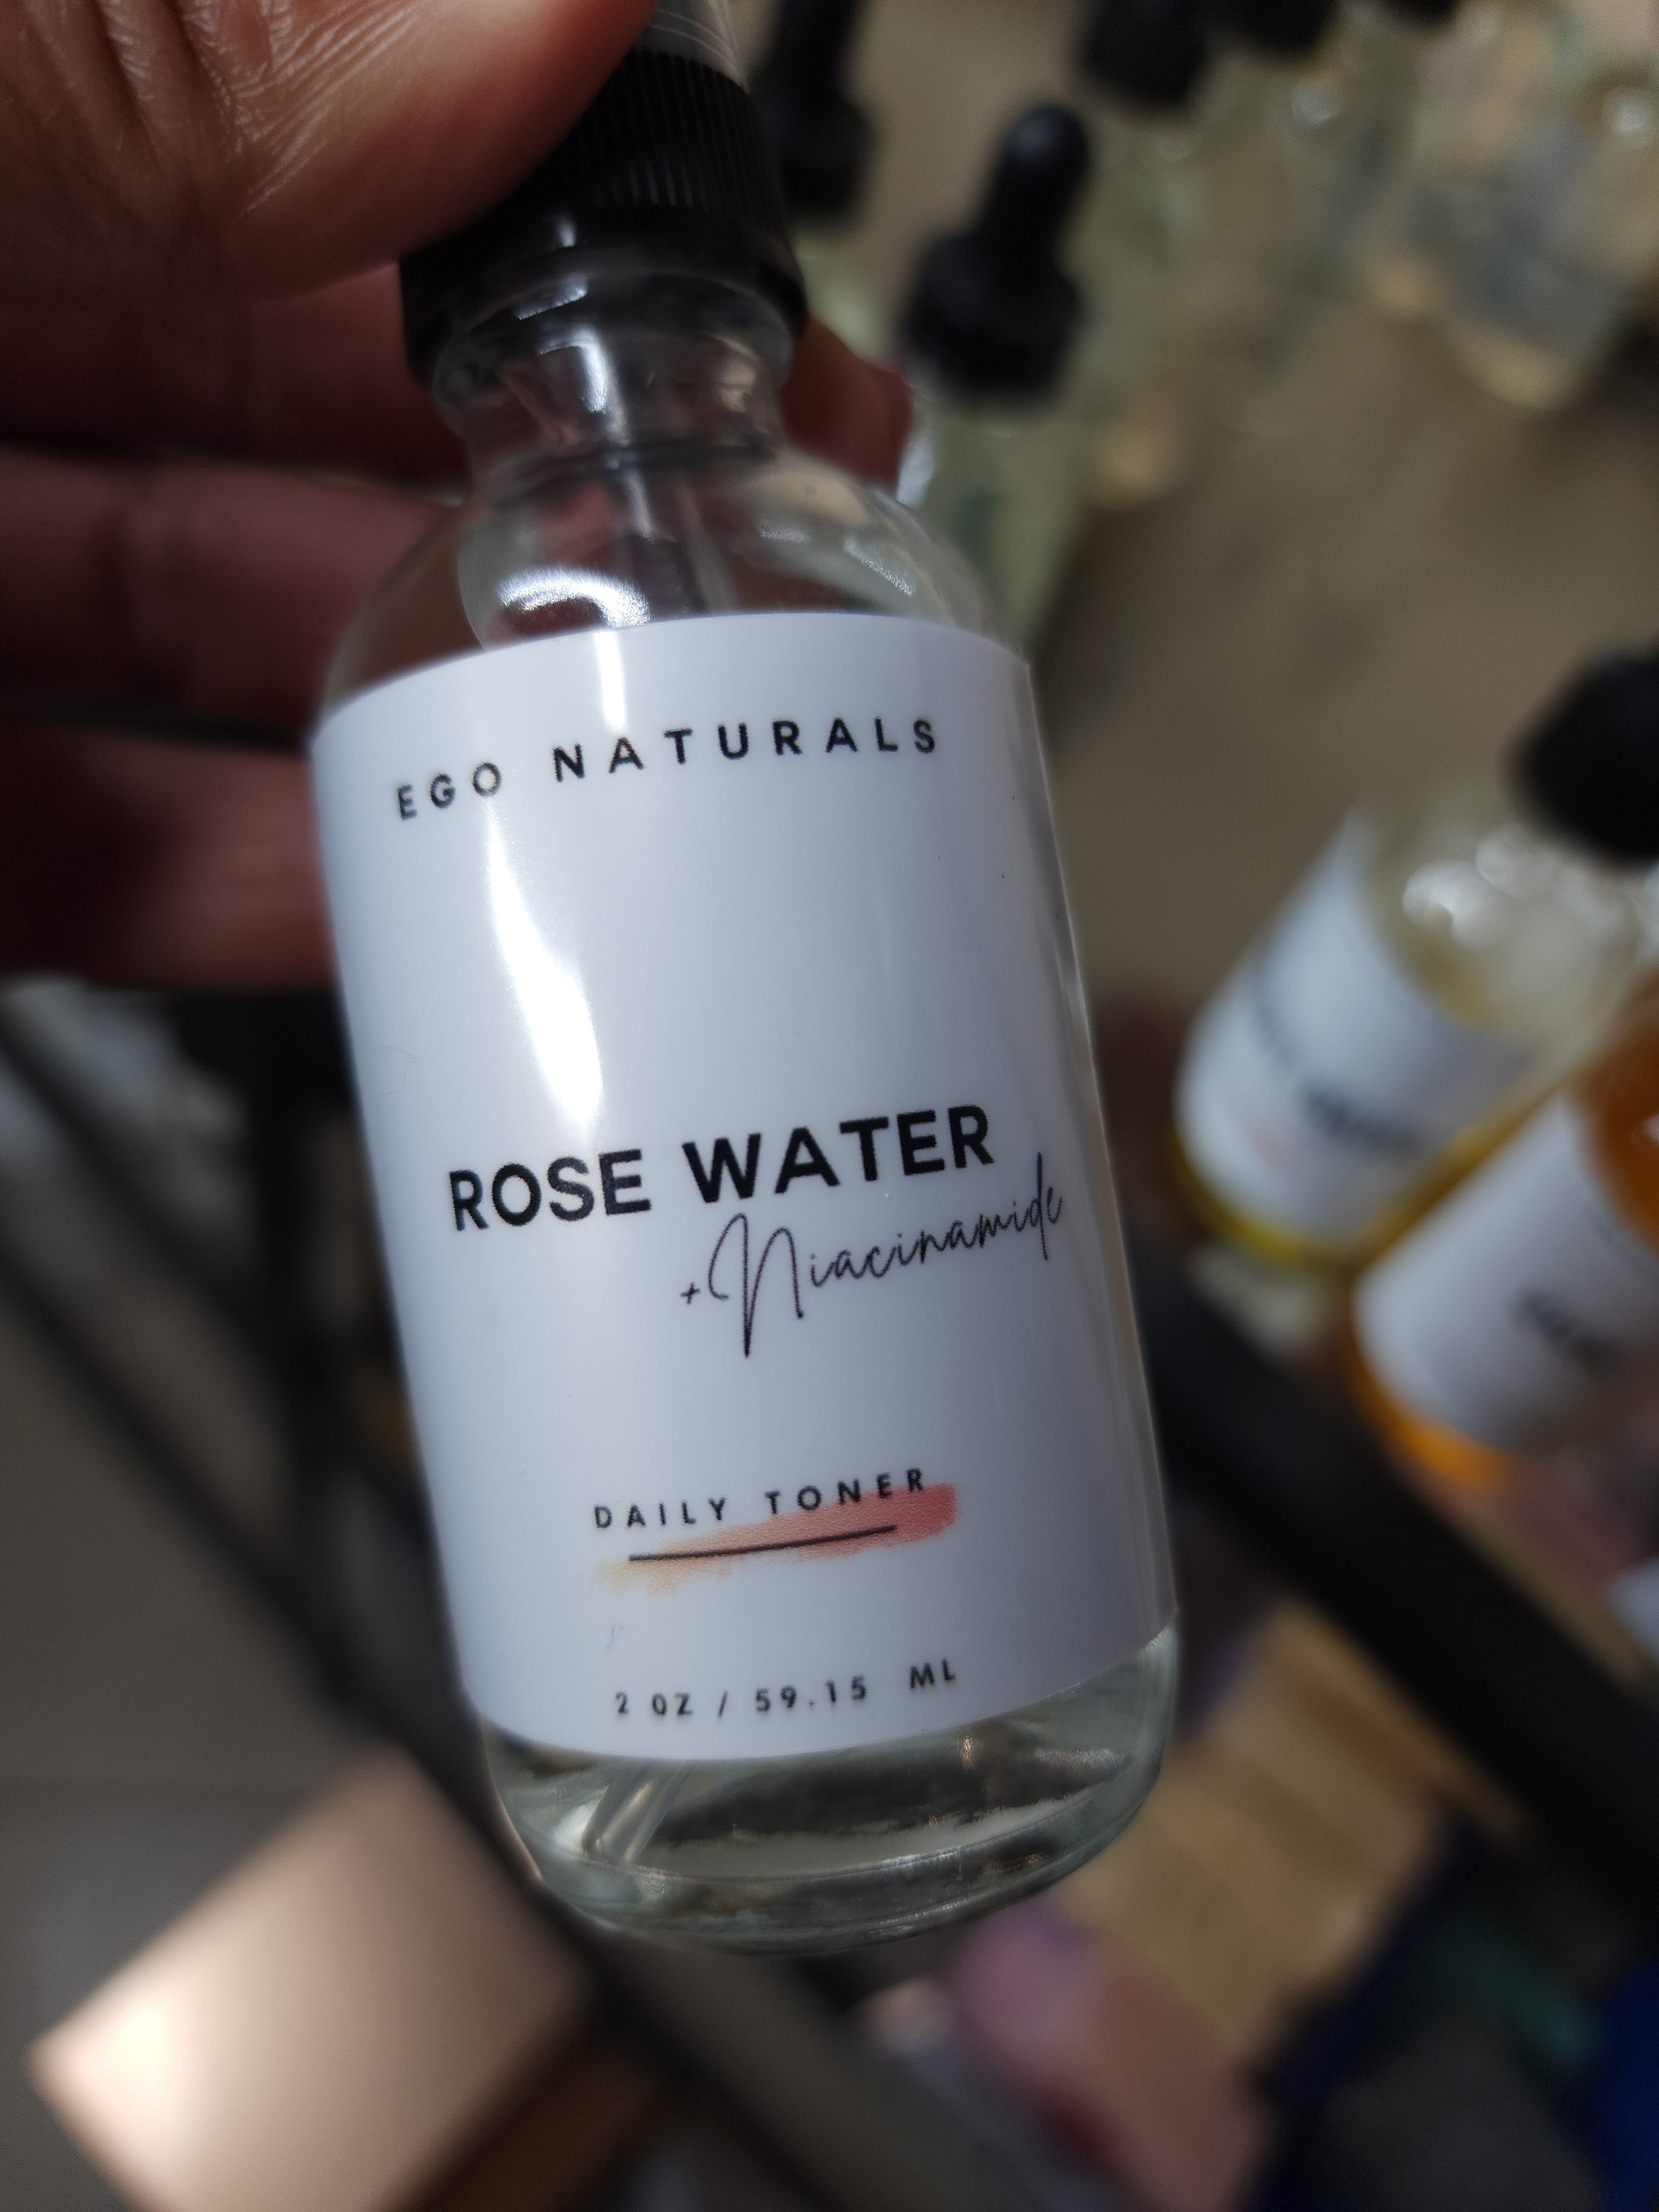 EGO NATURALS
ROSE WATER
+Niacinamide
DAILY TONER
2 OZ / 59.15 ML